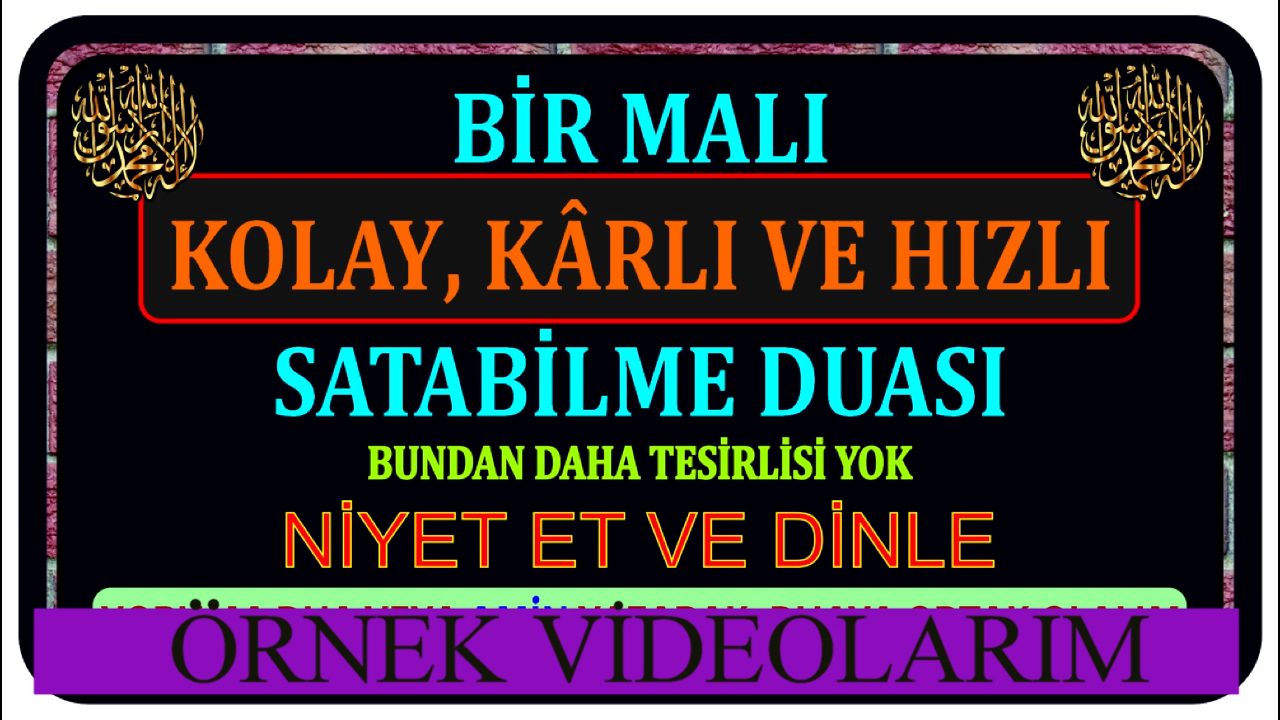 BİR MALI
KOLAY, KÂRLI VE HIZLI
SATABİLME DUASI
BUNDAN DAHA TESİRLİSİ YOK
NİYET ET VE DİNLE
ÖRNEK VİDEOLARIM